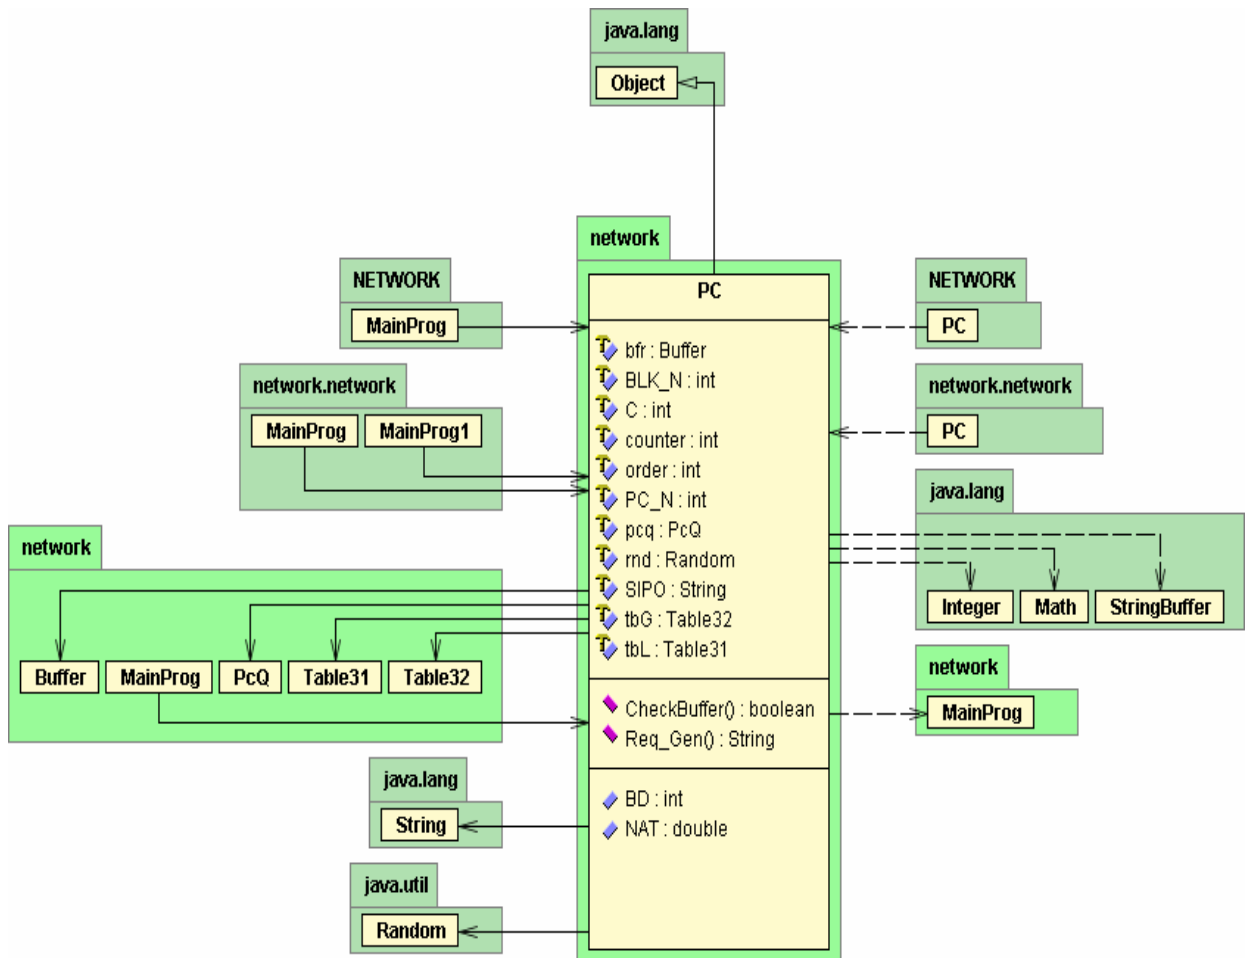 java.lang
Object
network
PC
bfr : Buffer
BLK_N : int
C : int
counter : int
order : int
PC_N : int
pcq : PcQ
rnd : Random
SIPO : String
tbG : Table32
tbL : Table31
CheckBuffer() : boolean
Req_Gen() : String
BD : int
NAT : double
NETWORK
MainProg
network.network
MainProg MainProg1
network
Buffer MainProg PcQ Table31 Table32
java.lang
String
java.util
Random
NETWORK
PC
network.network
PC
java.lang
Integer Math StringBuffer
network
MainProg